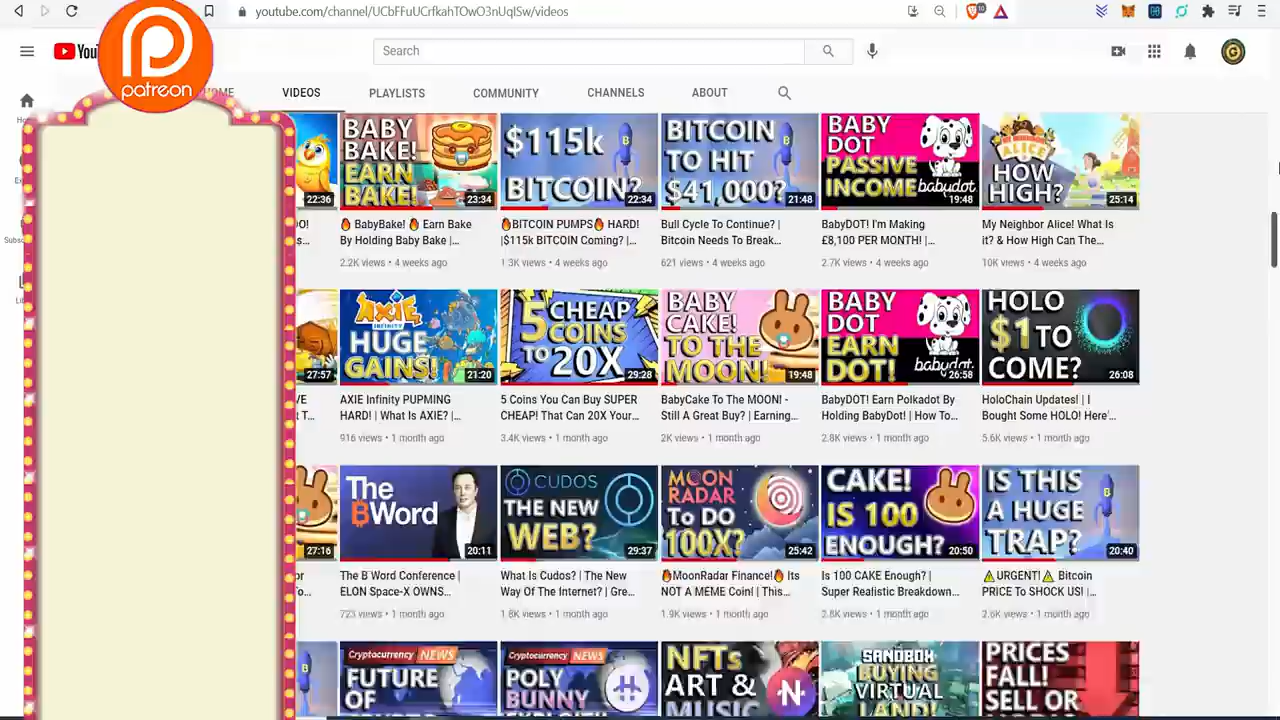 youtube.com/channel/UCbFFuUCrfkahTOwO3nUqISw/videos
patreon
Search
VIDEOS
PLAYLISTS
COMMUNITY
CHANNELS
ABOUT
22:36
BABY
BAKE!
EARN
BAKE!
23:34
$115k
BITCOIN?
22:34
BITCOIN
TO HIT
$41,000?
21:48
BABY
DOT
PASSIVE
INCOME
babydot
19:48
ALICE
HOW
HIGH?
25:14
🔥 BabyBake! 🔥 Earn Bake
By Holding Baby Bake |...
2.2K views • 4 weeks ago
🔥BITCOIN PUMPS🔥 HARD!
|$115k BITCOIN Coming? |...
1.3K views • 4 weeks ago
Bull Cycle To Continue? |
Bitcoin Needs To Break...
621 views • 4 weeks ago
BabyDOT! I'm Making
£8,100 PER MONTH! |...
2.7K views • 4 weeks ago
My Neighbor Alice! What Is
it? & How High Can The...
10K views • 4 weeks ago
27:57
AXIE
INFINITY
HUGE
GAINS!
21:20
5 CHEAP
COINS
TO 20X
29:28
BABY
CAKE!
TO THE
MOON!
19:48
BABY
DOT
EARN
DOT!
babydot
26:58
HOLO
$1 TO
COME?
26:08
AXIE Infinity PUPMING
HARD! | What Is AXIE? |...
916 views • 1 month ago
5 Coins You Can Buy SUPER
CHEAP! That Can 20X Your...
3.4K views • 1 month ago
BabyCake To The MOON! -
Still A Great Buy? | Earning...
2K views • 1 month ago
BabyDOT! Earn Polkadot By
Holding BabyDot! | How To...
2.8K views • 1 month ago
HoloChain Updates! | I
Bought Some HOLO! Here'...
5.6K views • 1 month ago
27:16
The
BWord
20:11
CUDOS
THE NEW
WEB?
29:37
MOON
RADAR
To DO
100X?
25:42
CAKE!
IS 100
ENOUGH?
20:50
IS THIS
A HUGE
TRAP?
20:40
The B Word Conference |
ELON Space-X OWNS...
723 views • 1 month ago
What Is Cudos? | The New
Way Of The Internet? | Gre...
1.8K views • 1 month ago
🔥MoonRadar Finance!🔥 Its
NOT A MEME Coin! | This...
1.9K views • 1 month ago
Is 100 CAKE Enough? |
Super Realistic Breakdown...
2.8K views • 1 month ago
⚠URGENT!⚠ Bitcoin
PRICE To SHOCK US! |...
2.6K views • 1 month ago
Cryptocurrency NEWS
FUTURE
OF
Cryptocurrency NEWS
POLY
BUNNY
NFTs
ART &
MUSIC
SANDBOX
BUYING
VIRTUAL
LAND!
PRICES
FALL!
SELL OR